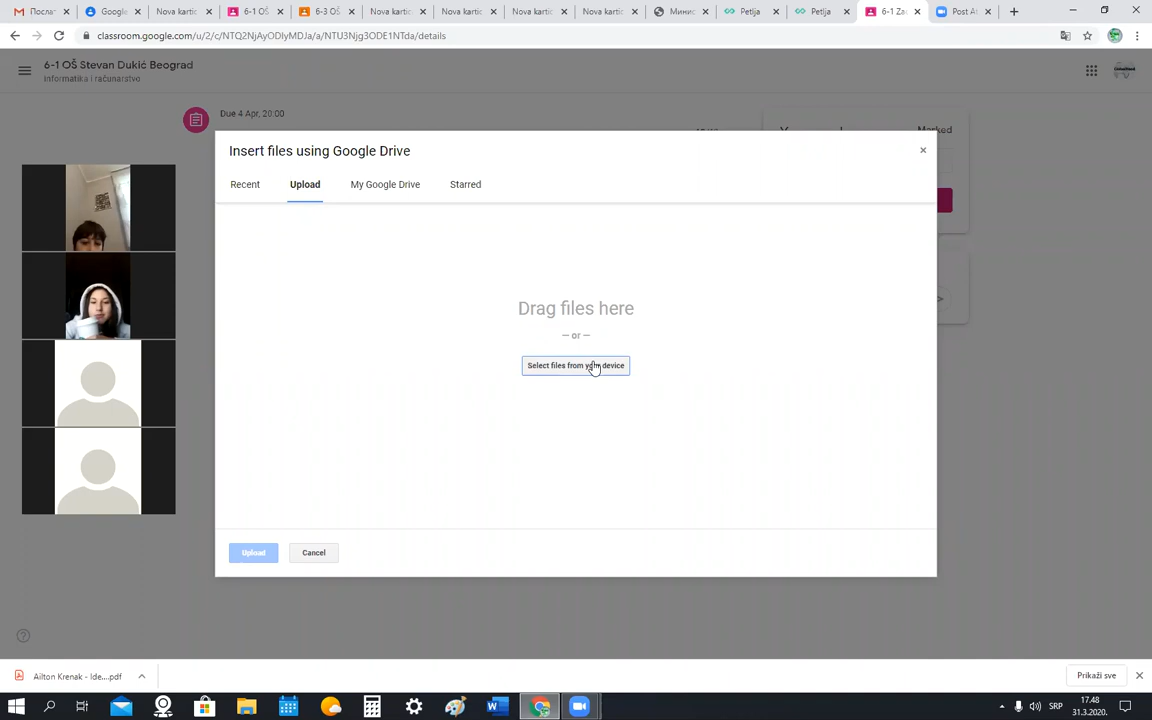 Послат
Google
Nova kartic
6-1 OŠ
6-3 OŠ
Nova kartic
Nova kartic
Nova kartic
Nova kartic
Минис
Petlja
Petlja
6-1 Zad
Post At
classroom.google.com/u/2/c/NTQ2NjAyODIyMDJa/a/NTU3Njg3ODE1NTda/details
6-1 OŠ Stevan Dukić Beograd
informatika i računarstvo
Due 4 Apr, 20:00
Marked
Insert files using Google Drive
Recent
Upload
My Google Drive
Starred
Drag files here
— or —
Select files from your device
Upload
Cancel
Ailton Krenak - Ide....pdf
Prikaži sve
SRP
17.48
31.3.2020.